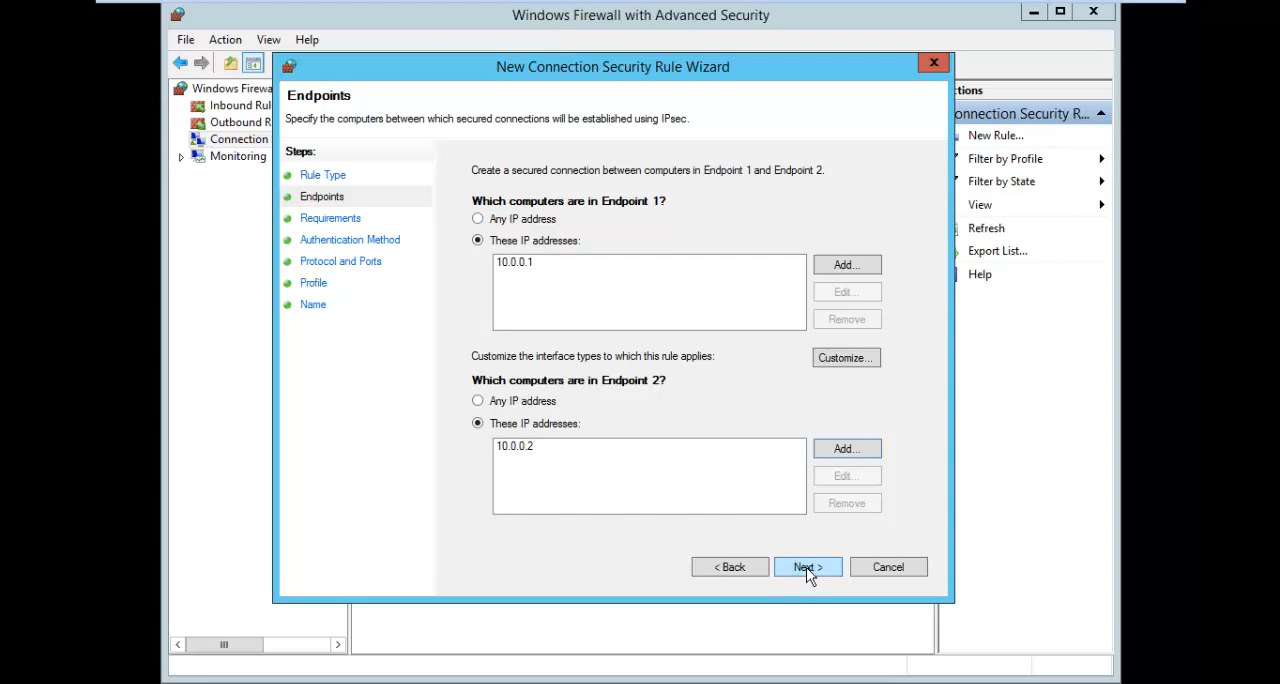 Windows Firewall with Advanced Security
File Action View Help
New Connection Security Rule Wizard
Windows Firewa
Inbound Rul
Outbound R
Connection
Monitoring
Endpoints
Specify the computers between which secured connections will be established using IPsec.
Steps:
Rule Type
Endpoints
Requirements
Authentication Method
Protocol and Ports
Profile
Name
Create a secured connection between computers in Endpoint 1 and Endpoint 2.
Which computers are in Endpoint 1?
Any IP address
These IP addresses:
10.0.0.1
Add...
Edit...
Remove
Customize the interface types to which this rule applies:
Customize...
Which computers are in Endpoint 2?
Any IP address
These IP addresses:
10.0.0.2
Add...
Edit...
Remove
< Back
Next >
Cancel
ctions
onnection Security R...
New Rule...
Filter by Profile
Filter by State
View
Refresh
Export List...
Help